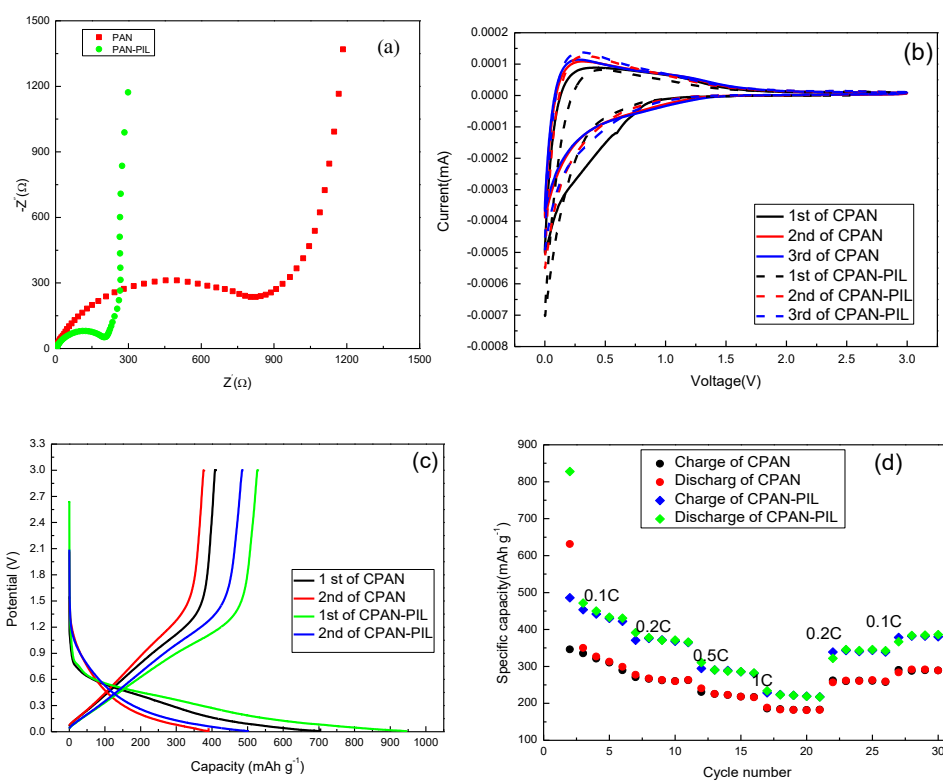 1500
1200
900
600
300
0
0
300
600
900
1200
1500
-Z''(Ω)
Z'(Ω)
PAN
PAN-PIL
(a)
0.0002
0.0001
0.0000
-0.0001
-0.0002
-0.0003
-0.0004
-0.0005
-0.0006
-0.0007
-0.0008
0.0
0.5
1.0
1.5
2.0
2.5
3.0
Current(mA)
Voltage(V)
(b)
1st of CPAN
2nd of CPAN
3rd of CPAN
1st of CPAN-PIL
2nd of CPAN-PIL
3rd of CPAN-PIL
3.3
3.0
2.7
2.4
2.1
1.8
1.5
1.2
0.9
0.6
0.3
0.0
0
100
200
300
400
500
600
700
800
900
1000
Potential (V)
Capacity (mAh g⁻¹)
(c)
1 st of CPAN
2nd of CPAN
1st of CPAN-PIL
2nd of CPAN-PIL
900
800
700
600
500
400
300
200
100
0
5
10
15
20
25
30
Specific capacity(mAh g⁻¹)
Cycle number
(d)
Charge of CPAN
Discharg of CPAN
Charge of CPAN-PIL
Discharge of CPAN-PIL
0.1C
0.2C
0.5C
1C
0.2C
0.1C